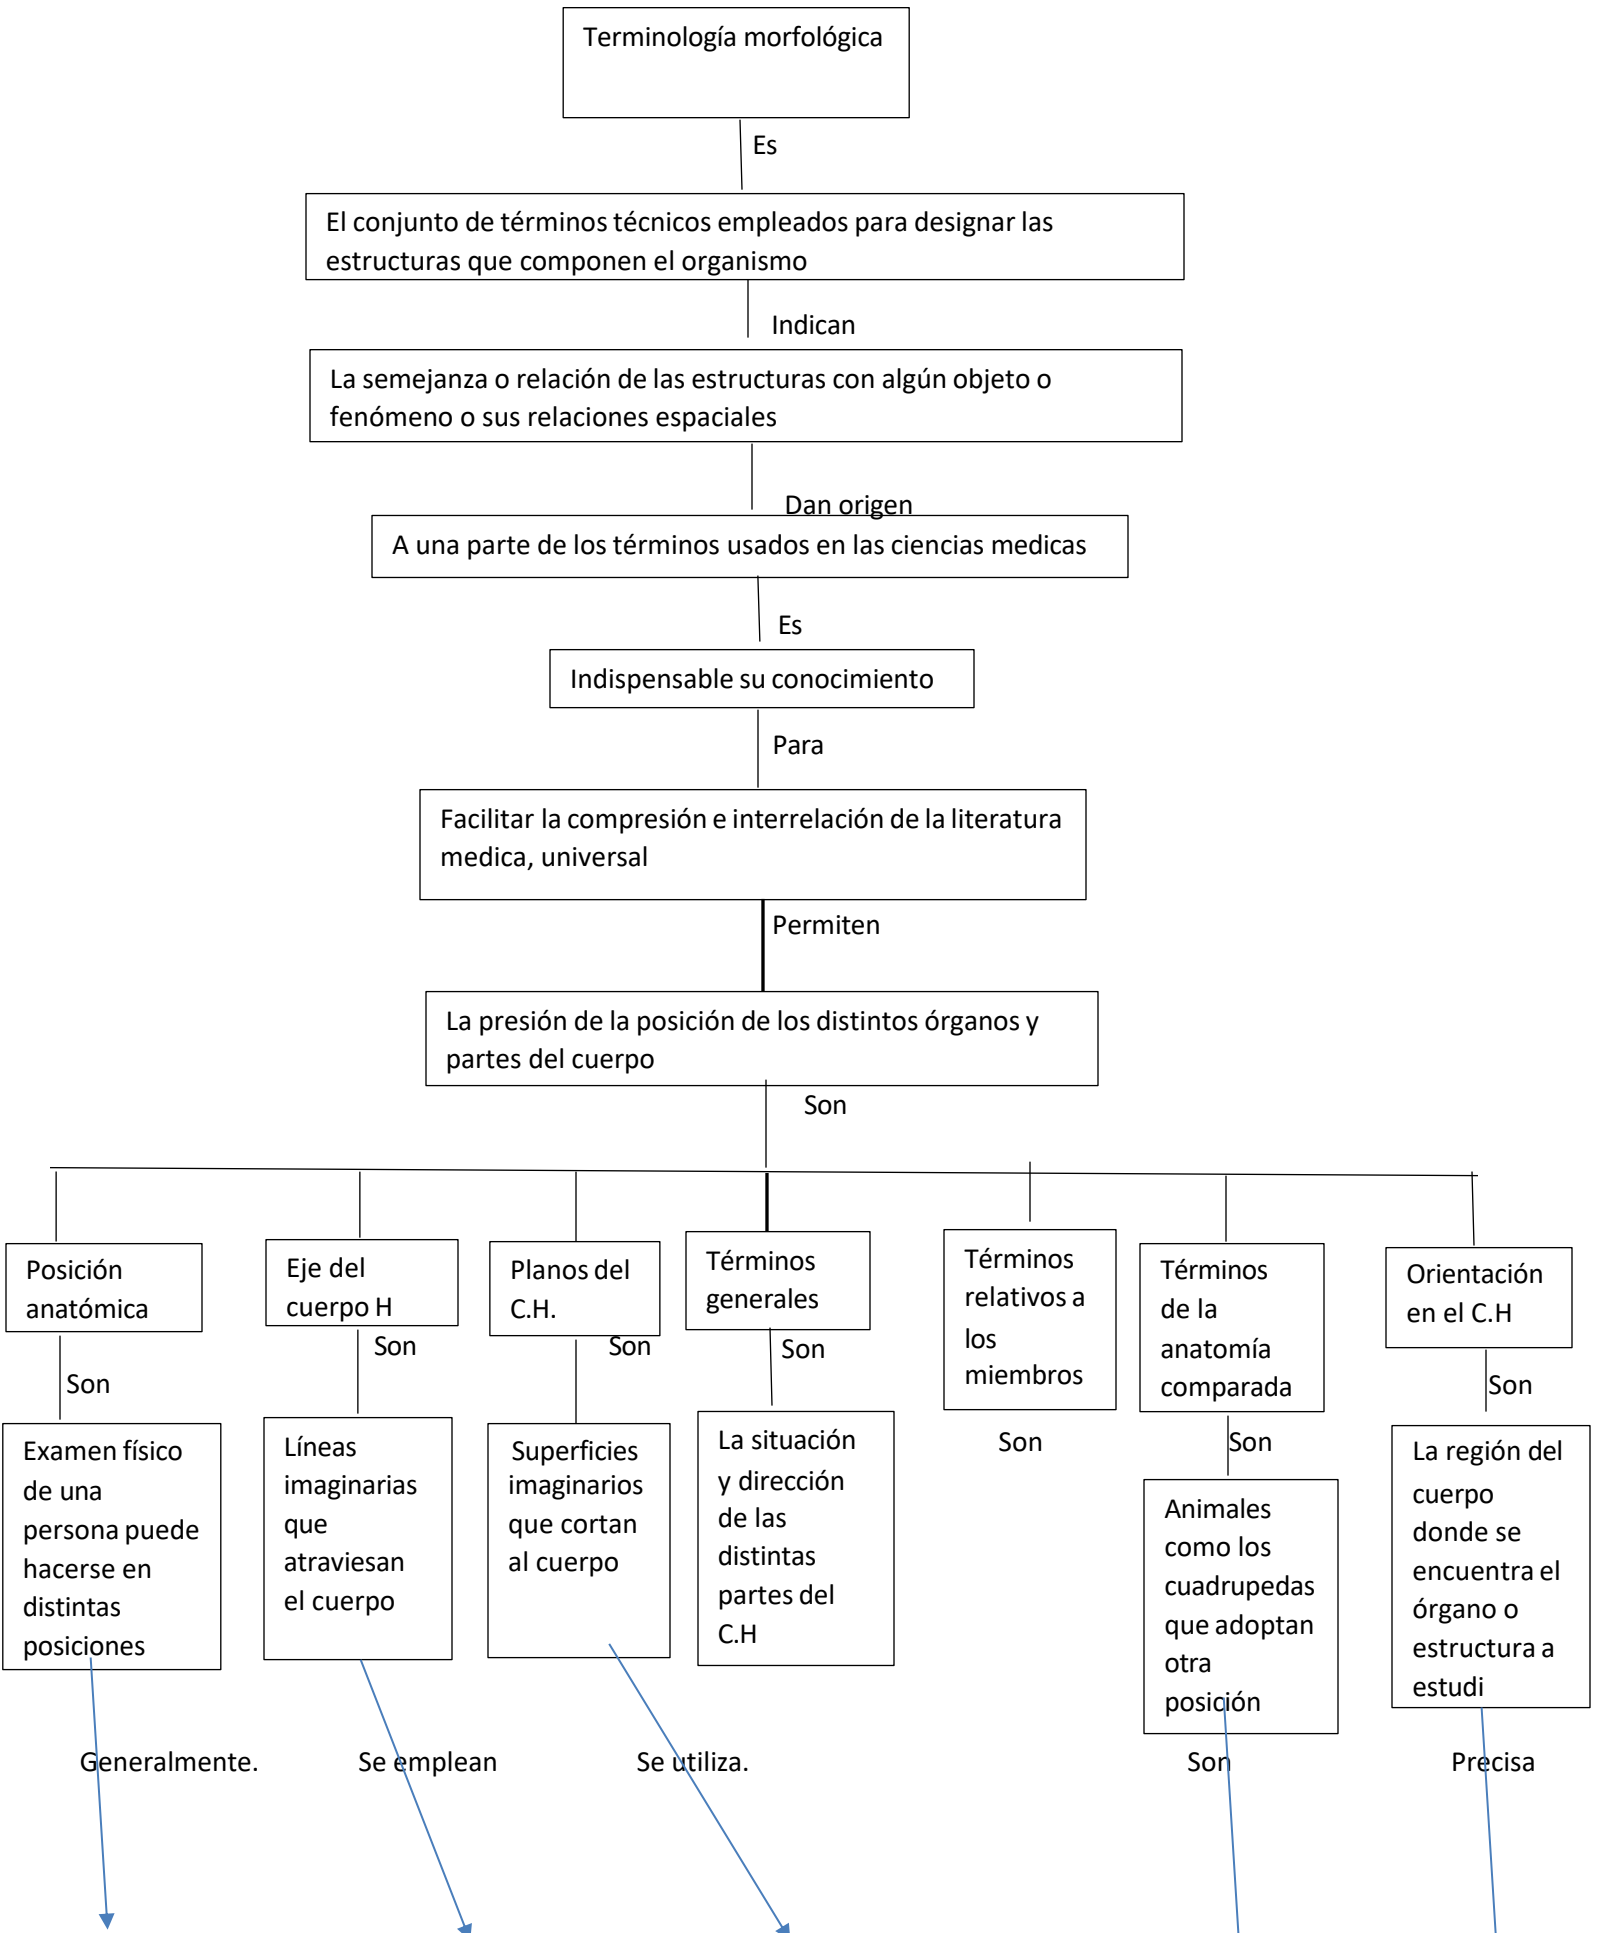 Terminología morfológica
Es
El conjunto de términos técnicos empleados para designar las
estructuras que componen el organismo
Indican
La semejanza o relación de las estructuras con algún objeto o
fenómeno o sus relaciones espaciales
Dan origen
A una parte de los términos usados en las ciencias medicas
Es
Indispensable su conocimiento
Para
Facilitar la compresión e interrelación de la literatura
medica, universal
Permiten
La presión de la posición de los distintos órganos y
partes del cuerpo
Son
Posición
anatómica
Son
Examen físico
de una
persona puede
hacerse en
distintas
posiciones
Generalmente.
Eje del
cuerpo H
Son
Líneas
imaginarias
que
atraviesan
el cuerpo
Se emplean
Planos del
C.H.
Son
Superficies
imaginarios
que cortan
al cuerpo
Se utiliza.
Términos
generales
Son
La situación
y dirección
de las
distintas
partes del
C.H
Términos
relativos a
los
miembros
Son
Términos
de la
anatomía
comparada
Son
Animales
como los
cuadrupedas
que adoptan
otra
posición
Son
Orientación
en el C.H
Son
La región del
cuerpo
donde se
encuentra el
órgano o
estructura a
estudi
Precisa